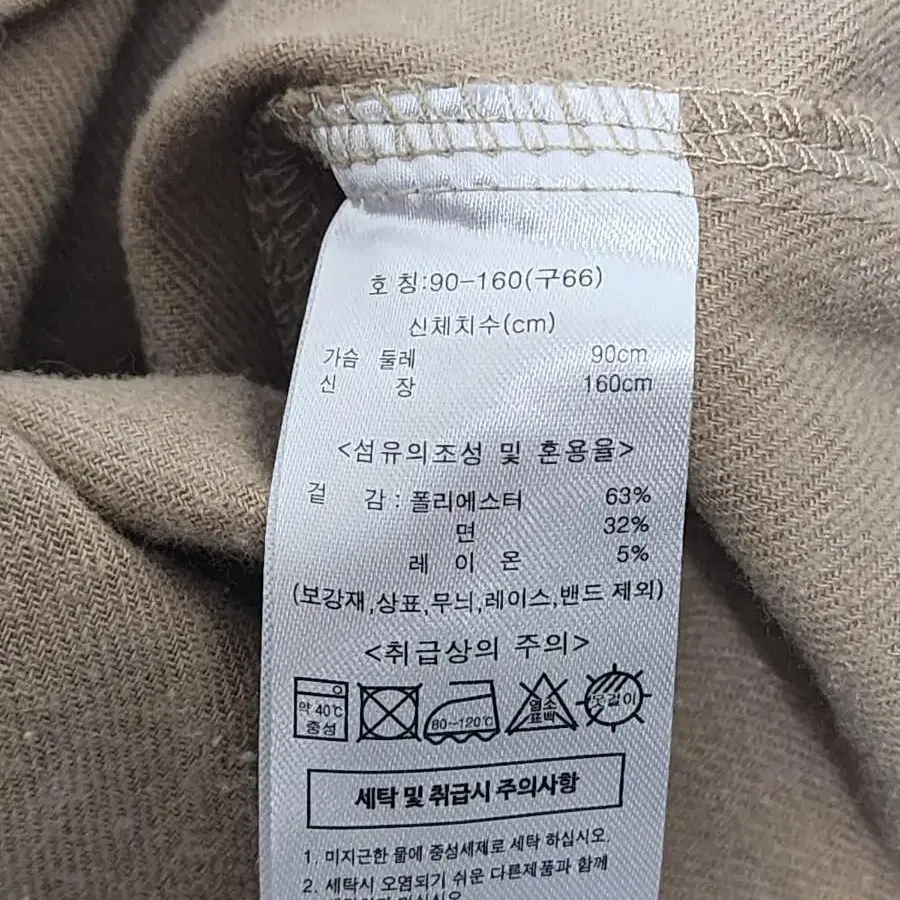 호 칭:90-160(구66)
신체치수(cm)
가슴 둘레 90cm
신 장 160cm
<섬유의조성 및 혼용율>
겉 감 : 폴리에스터 63%
면 32%
레 이 온 5%
(보강재,상표,무늬,레이스,밴드 제외)
<취급상의 주의>
약 40℃
중성
80~120℃
염소
표백
옷걸이
세탁 및 취급시 주의사항
1. 미지근한 물에 중성세제로 세탁 하십시오.
2. 세탁시 오염되기 쉬운 다른제품과 함께